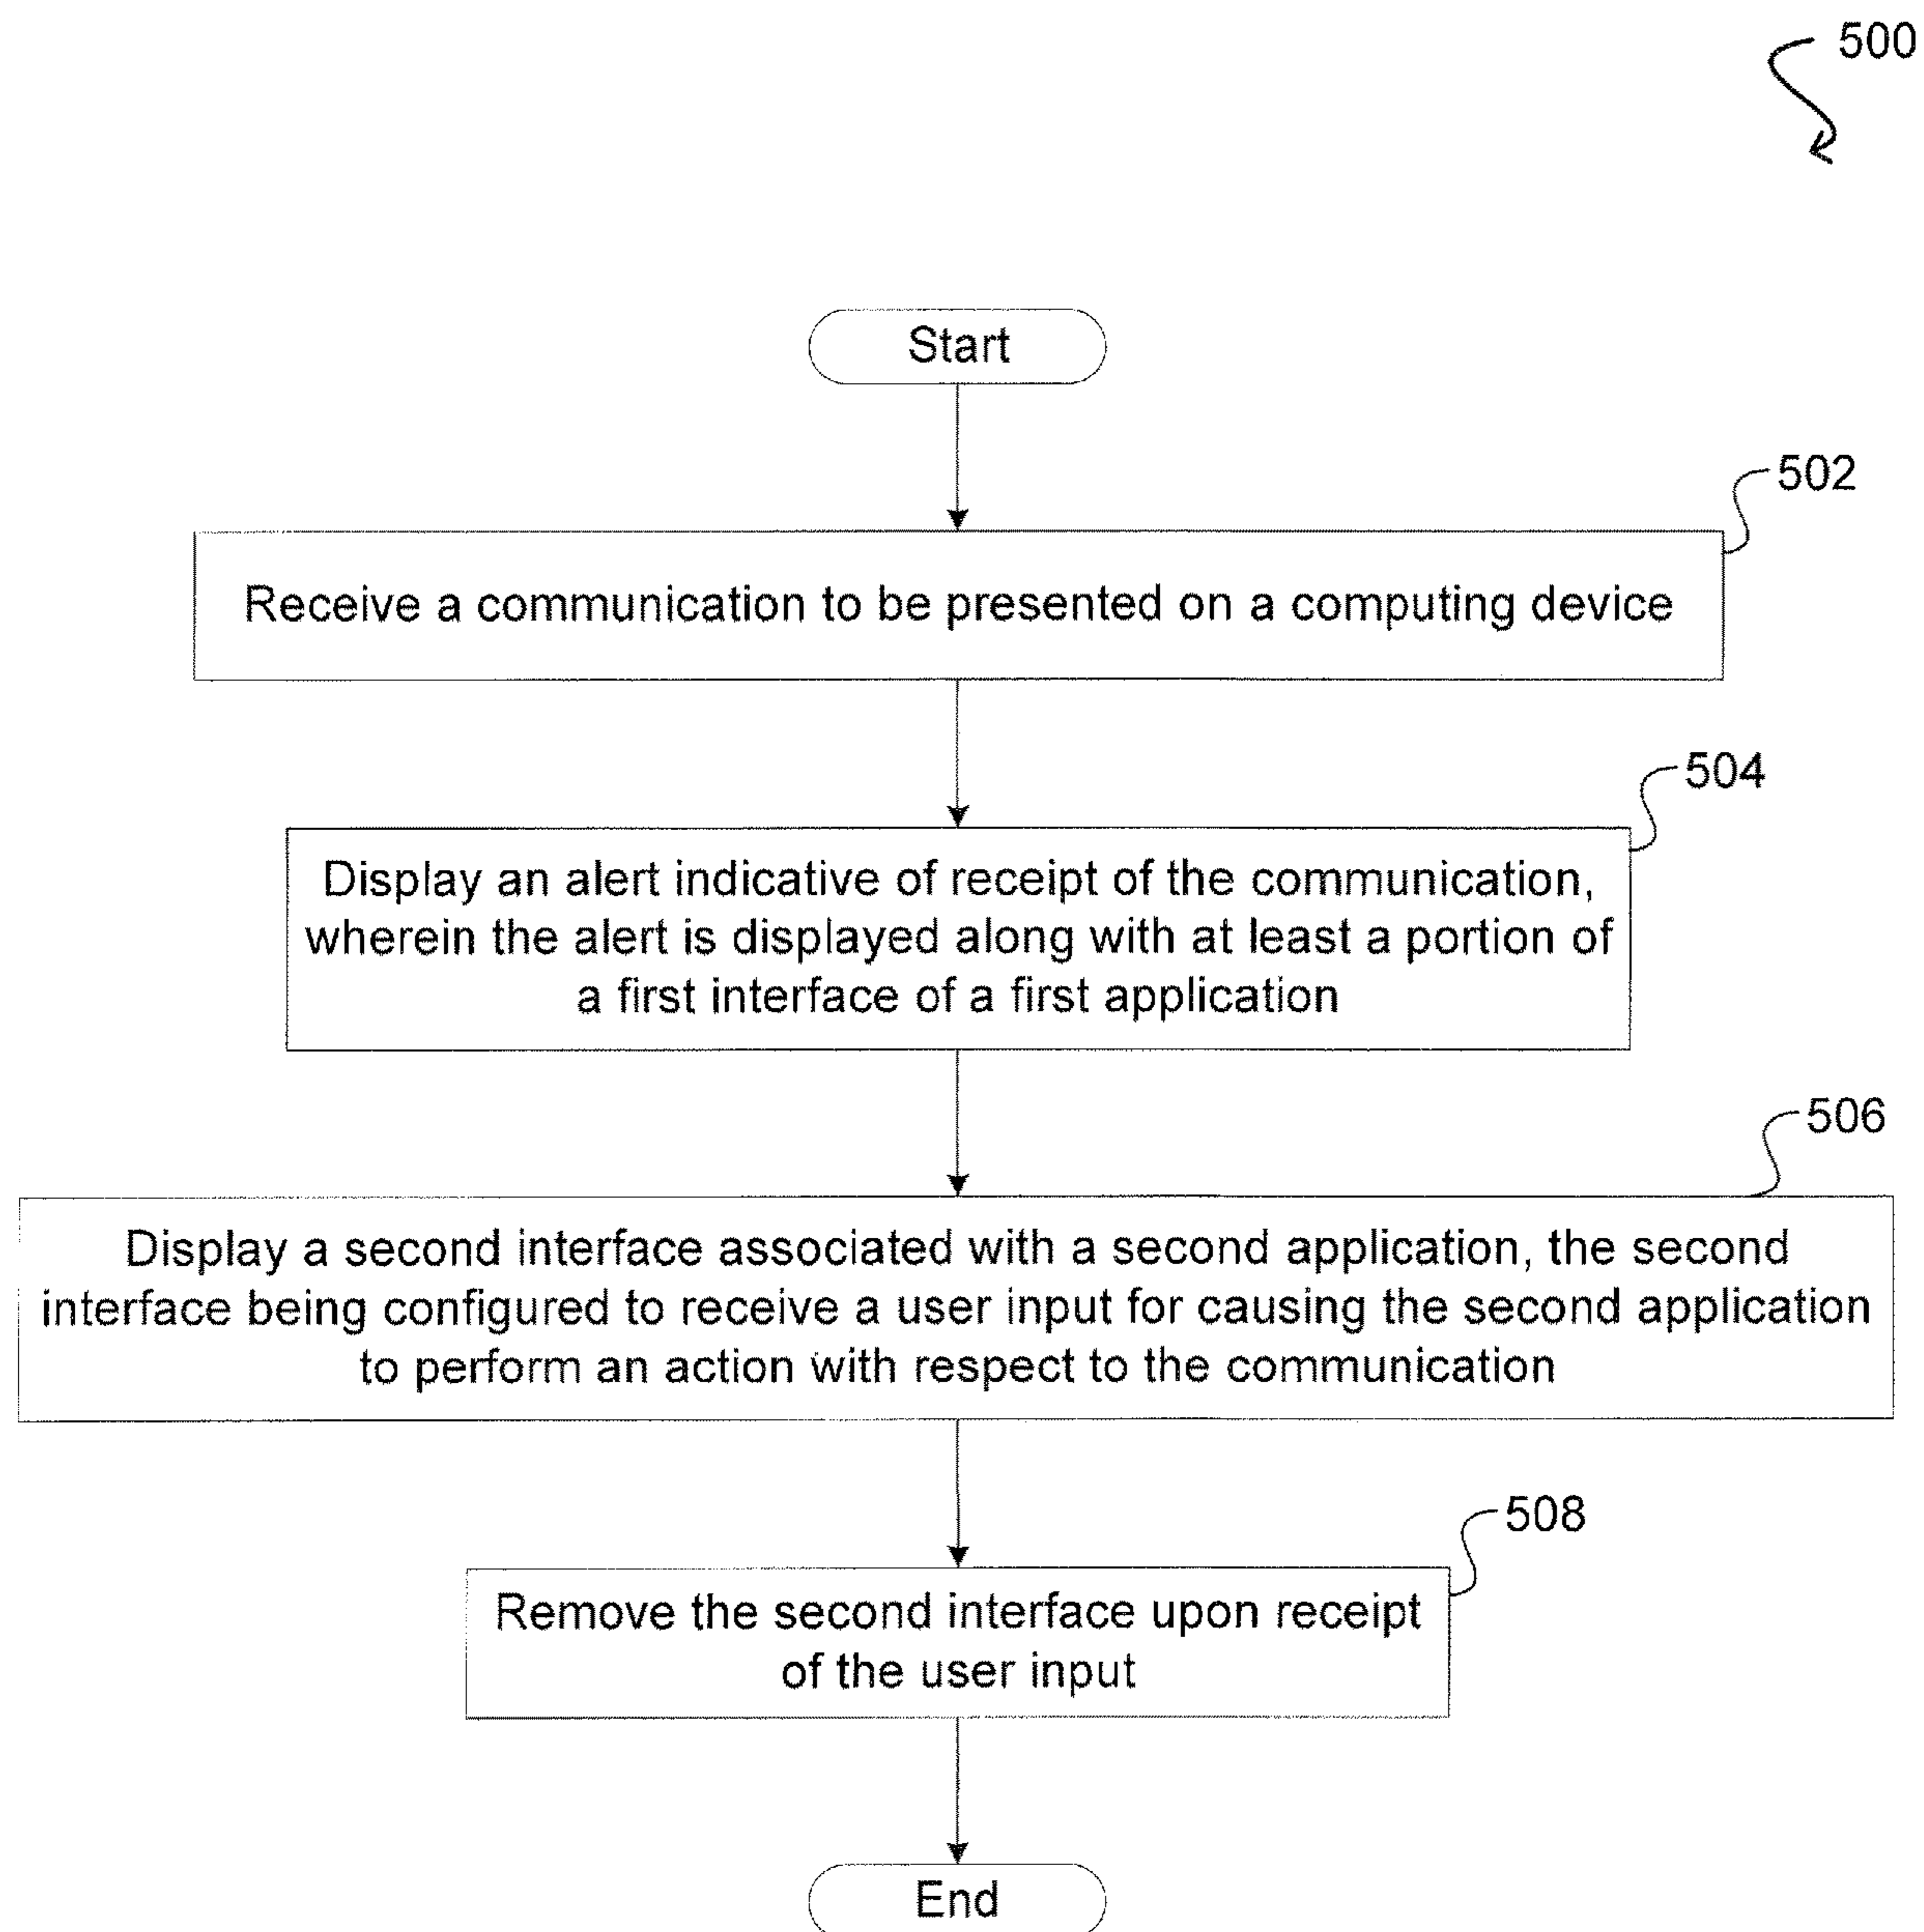 500
Start
502
Receive a communication to be presented on a computing device
504
Display an alert indicative of receipt of the communication,
wherein the alert is displayed along with at least a portion of
a first interface of a first application
506
Display a second interface associated with a second application, the second
interface being configured to receive a user input for causing the second application
to perform an action with respect to the communication
508
Remove the second interface upon receipt
of the user input
End